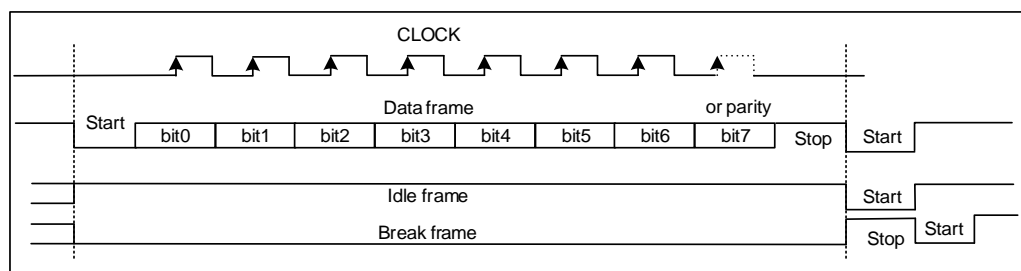 CLOCK
Data frame or parity
Start bit0 bit1 bit2 bit3 bit4 bit5 bit6 bit7 Stop Start
Idle frame Start
Break frame Stop Start